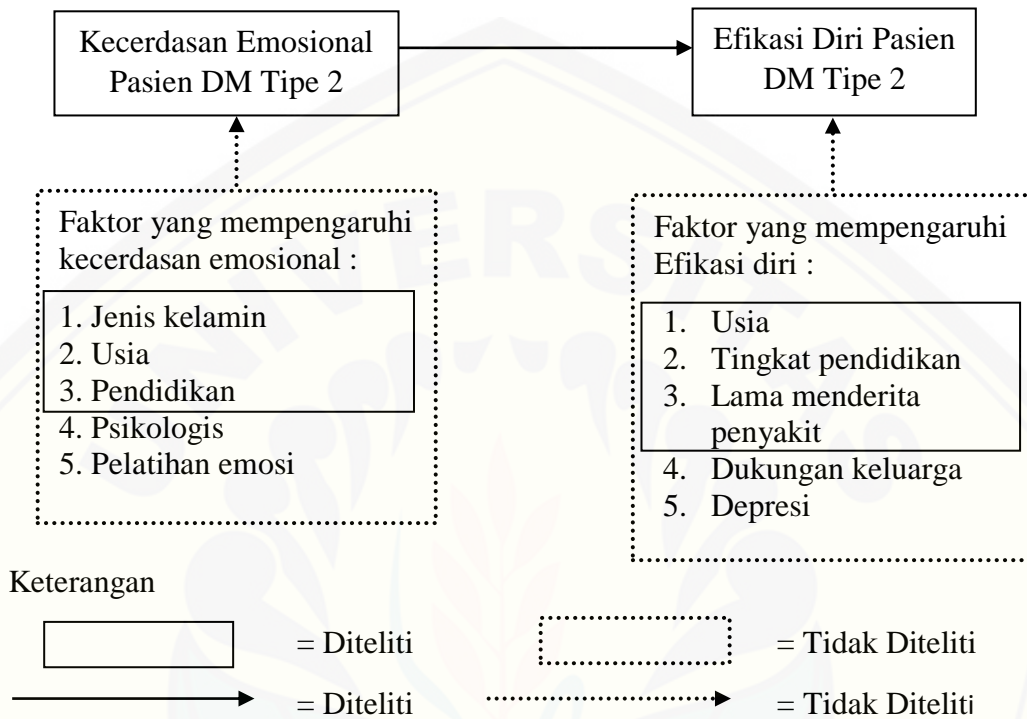 Kecerdasan Emosional
Pasien DM Tipe 2
Efikasi Diri Pasien
DM Tipe 2
Faktor yang mempengaruhi
kecerdasan emosional :
1. Jenis kelamin
2. Usia
3. Pendidikan
4. Psikologis
5. Pelatihan emosi
Faktor yang mempengaruhi
Efikasi diri :
1. Usia
2. Tingkat pendidikan
3. Lama menderita
penyakit
4. Dukungan keluarga
5. Depresi
Keterangan
= Diteliti
= Tidak Diteliti
= Diteliti
= Tidak Diteliti
UNIVERSITAS